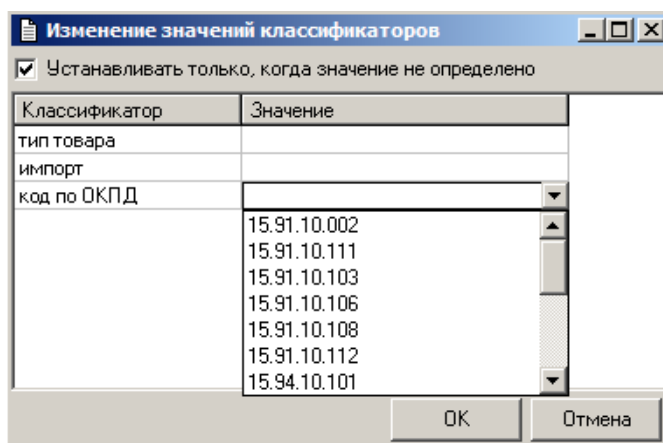 Изменение значений классификаторов
Устанавливать только, когда значение не определено
Классификатор Значение
тип товара
импорт
код по ОКПД
15.91.10.002
15.91.10.111
15.91.10.103
15.91.10.106
15.91.10.108
15.91.10.112
15.94.10.101
OK Отмена